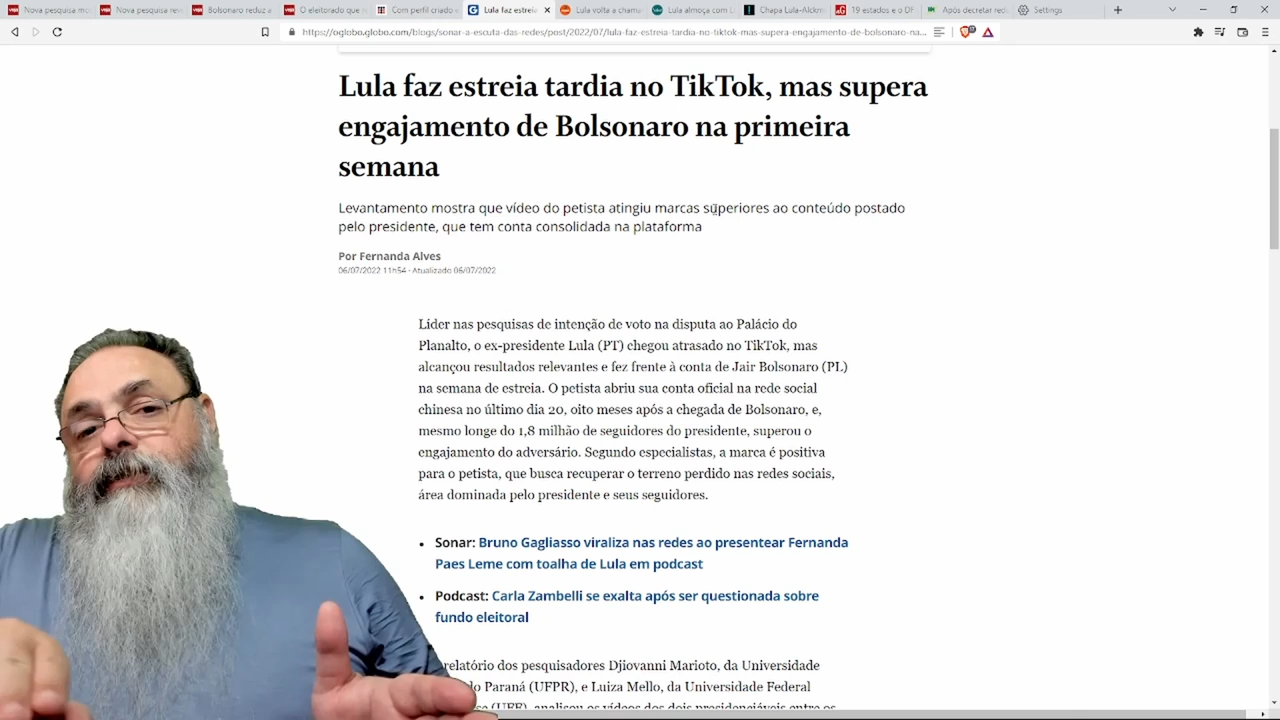 Nova pesquisa mo
Nova pesquisa reve
Bolsonaro reduz a
O eleitorado que n
Com perfil criado
Lula faz estreia
Lula volta a chama
Lula almoça com L
Chapa Lula-Alckm
19 estados e o DF
Após decretar red
Settings
https://oglobo.globo.com/blogs/sonar-a-escuta-das-redes/post/2022/07/lula-faz-estreia-tardia-no-tiktok-mas-supera-engajamento-de-bolsonaro-na...
Lula faz estreia tardia no TikTok, mas supera
engajamento de Bolsonaro na primeira
semana
Levantamento mostra que vídeo do petista atingiu marcas superiores ao conteúdo postado
pelo presidente, que tem conta consolidada na plataforma
Por Fernanda Alves
06/07/2022 11h54 · Atualizado 06/07/2022
Líder nas pesquisas de intenção de voto na disputa ao Palácio do
Planalto, o ex-presidente Lula (PT) chegou atrasado no TikTok, mas
alcançou resultados relevantes e fez frente à conta de Jair Bolsonaro (PL)
na semana de estreia. O petista abriu sua conta oficial na rede social
chinesa no último dia 20, oito meses após a chegada de Bolsonaro, e,
mesmo longe do 1,8 milhão de seguidores do presidente, superou o
engajamento do adversário. Segundo especialistas, a marca é positiva
para o petista, que busca recuperar o terreno perdido nas redes sociais,
área dominada pelo presidente e seus seguidores.
• Sonar: Bruno Gagliasso viraliza nas redes ao presentear Fernanda
Paes Leme com toalha de Lula em podcast
• Podcast: Carla Zambelli se exalta após ser questionada sobre
fundo eleitoral
relatório dos pesquisadores Djiovanni Marioto, da Universidade
do Paraná (UFPR), e Luiza Mello, da Universidade Federal
(UFF), analisou os vídeos dos dois presidenciáveis entre os